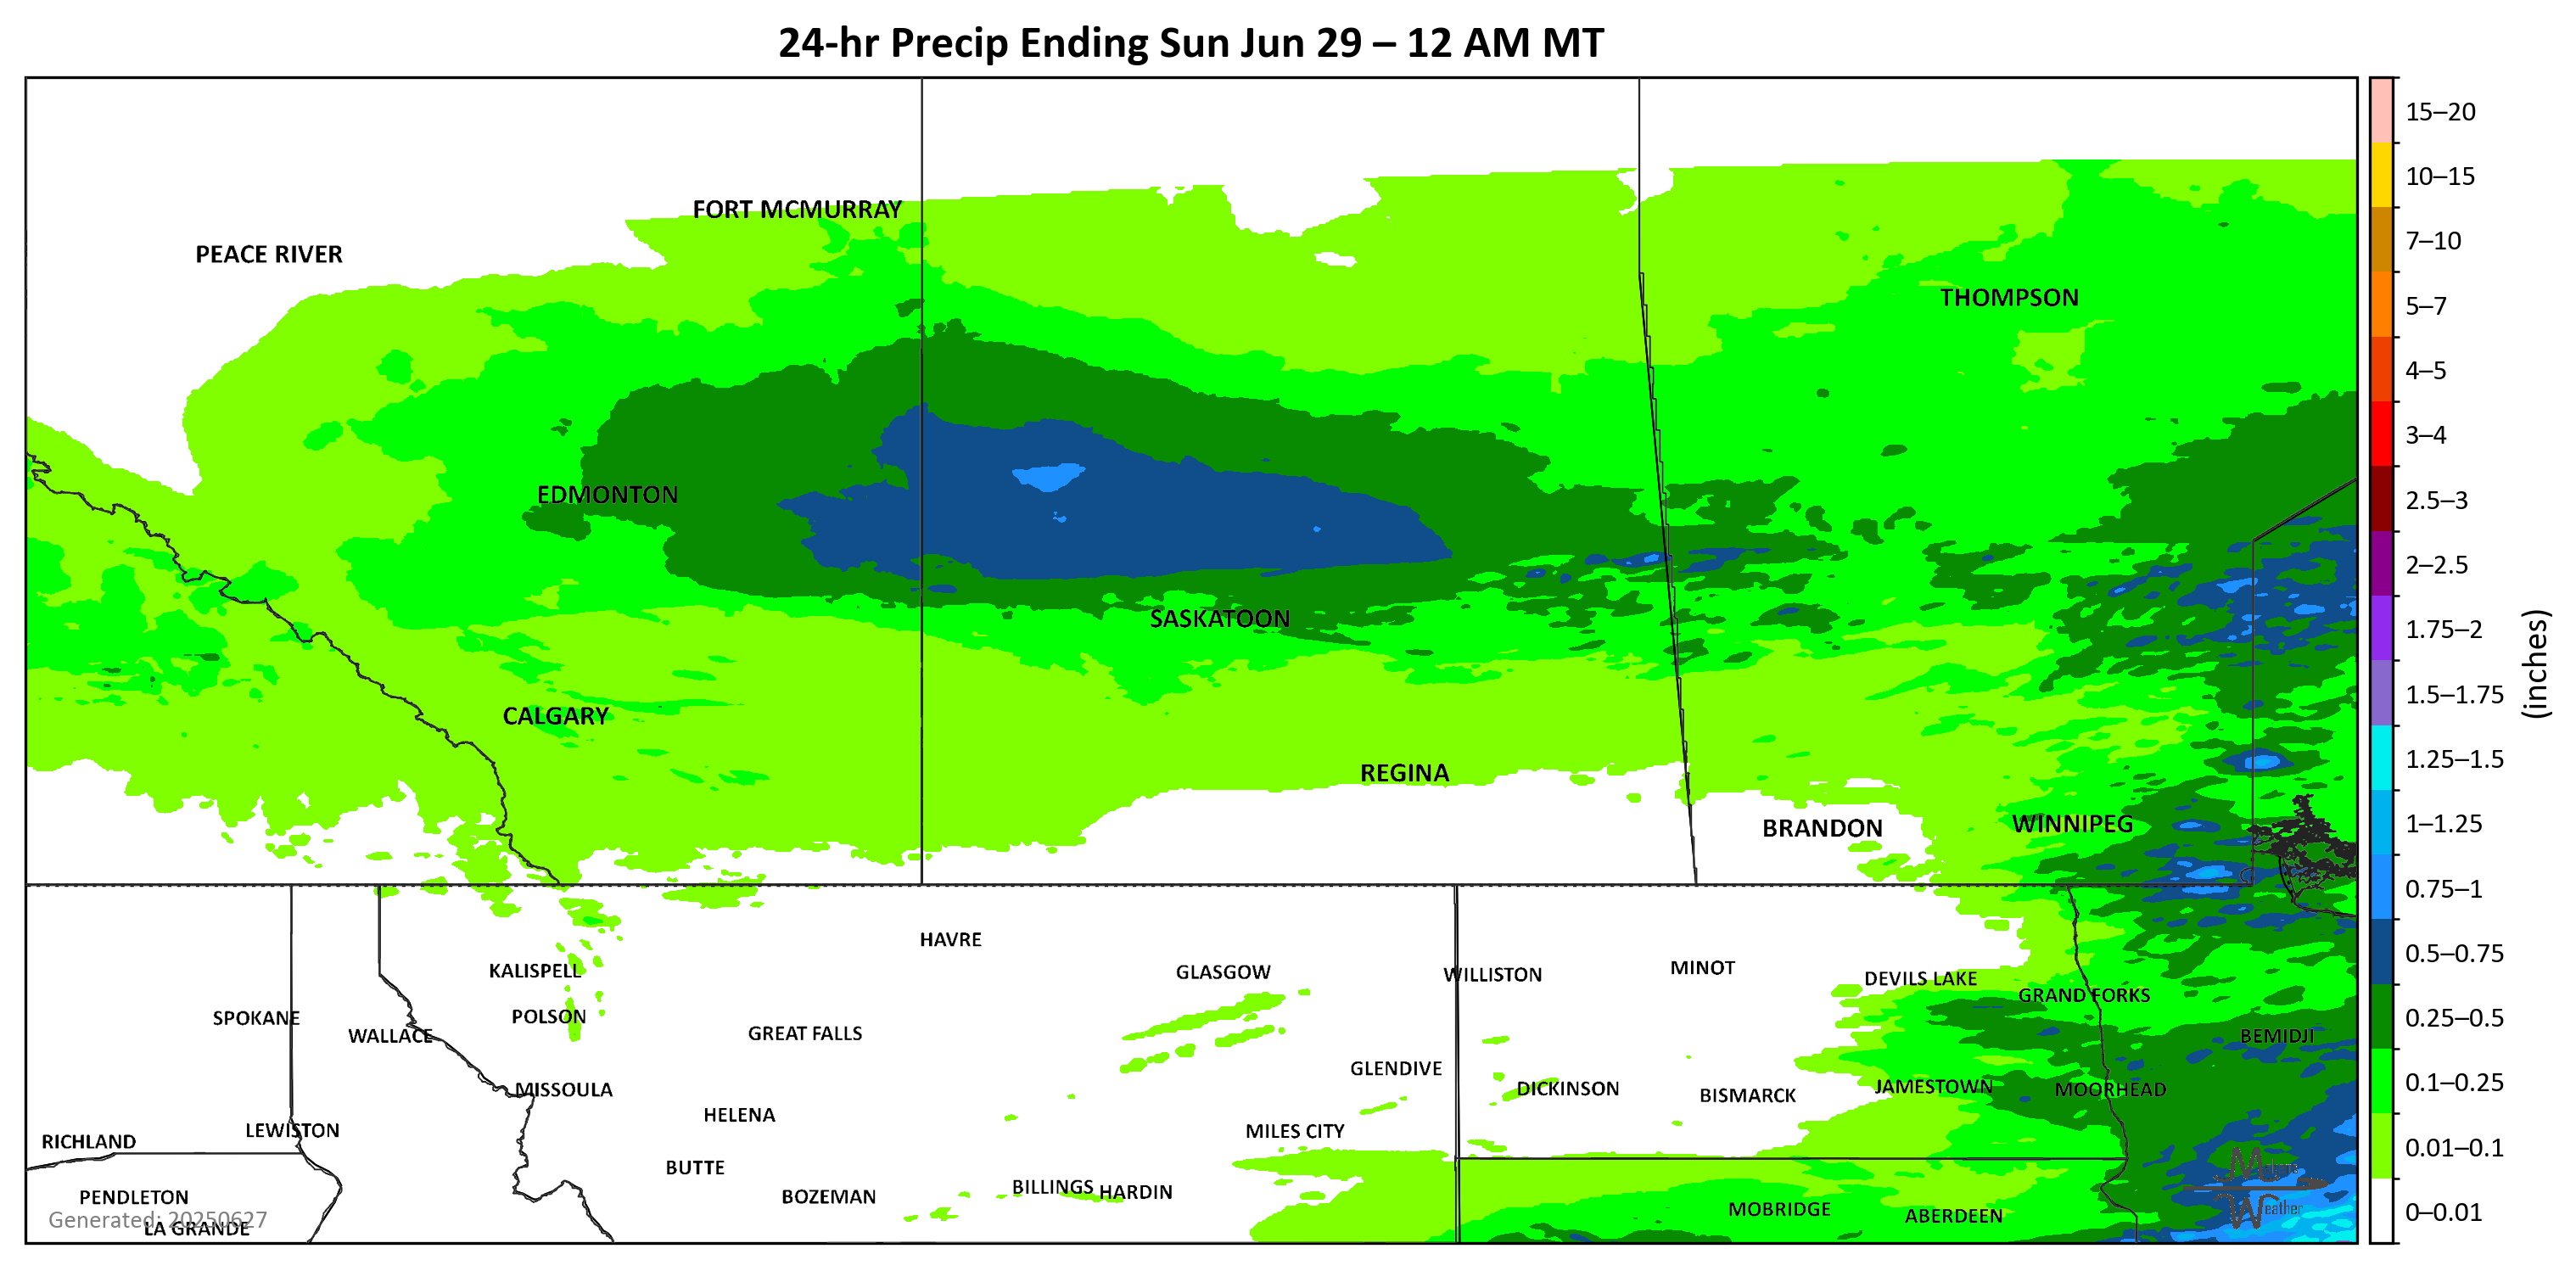 24-hr Precip Ending Sun Jun 29 – 12 AM MT
15–20
10–15
7–10
5–7
4–5
3–4
2.5–3
2–2.5
1.75–2
1.5–1.75
1.25–1.5
1–1.25
0.75–1
0.5–0.75
0.25–0.5
0.1–0.25
0.01–0.1
0–0.01
(inches)
FORT MCMURRAY
PEACE RIVER
THOMPSON
EDMONTON
SASKATOON
CALGARY
REGINA
BRANDON
WINNIPEG
HAVRE
KALISPELL
GLASGOW
WILLISTON
MINOT
DEVILS LAKE
GRAND FORKS
SPOKANE
POLSON
WALLACE
GREAT FALLS
BEMIDJI
GLENDIVE
MISSOULA
DICKINSON
BISMARCK
JAMESTOWN
MOORHEAD
HELENA
LEWISTON
RICHLAND
MILES CITY
BUTTE
PENDLETON
BOZEMAN
BILLINGS
HARDIN
MOBRIDGE
ABERDEEN
Generated: 20250627
LA GRANDE
Weather